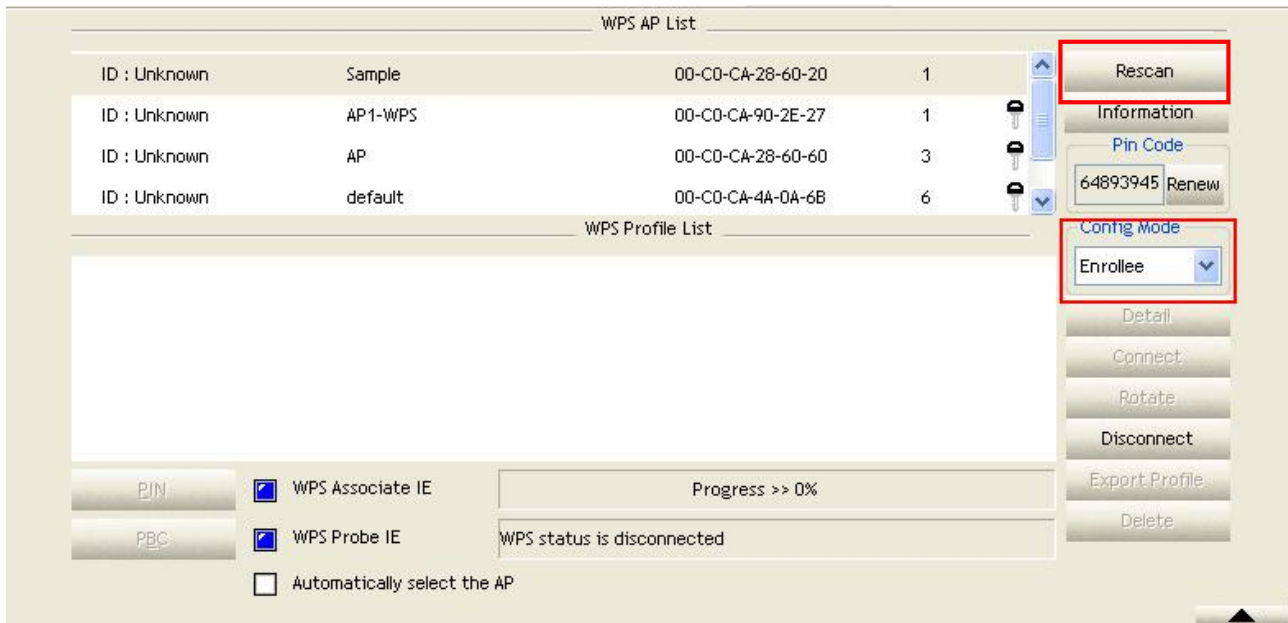 WPS AP List
ID : Unknown Sample 00-C0-CA-28-60-20 1
ID : Unknown AP1-WPS 00-C0-CA-90-2E-27 1
ID : Unknown AP 00-C0-CA-28-60-60 3
ID : Unknown default 00-C0-CA-4A-0A-6B 6
Rescan
Information
Pin Code
64893945 Renew
WPS Profile List
Config Mode
Enrollee
Detail
Connect
Rotate
Disconnect
Export Profile
Delete
PIN
WPS Associate IE
Progress >> 0%
PBC
WPS Probe IE
WPS status is disconnected
Automatically select the AP